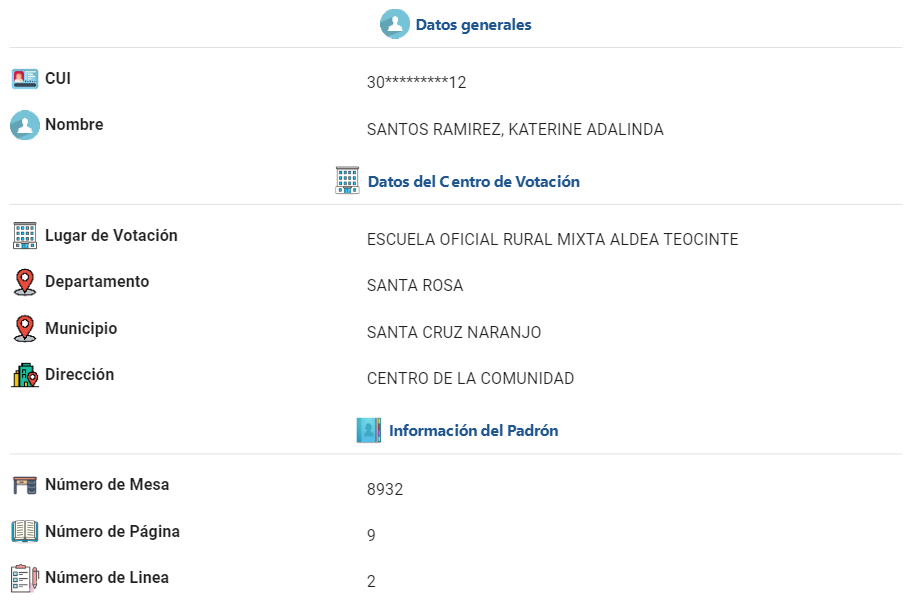 Datos generales
CUI 30*********12
Nombre SANTOS RAMIREZ, KATERINE ADALINDA
Datos del Centro de Votación
Lugar de Votación ESCUELA OFICIAL RURAL MIXTA ALDEA TEOCINTE
Departamento SANTA ROSA
Municipio SANTA CRUZ NARANJO
Dirección CENTRO DE LA COMUNIDAD
Información del Padrón
Número de Mesa 8932
Número de Página 9
Número de Linea 2